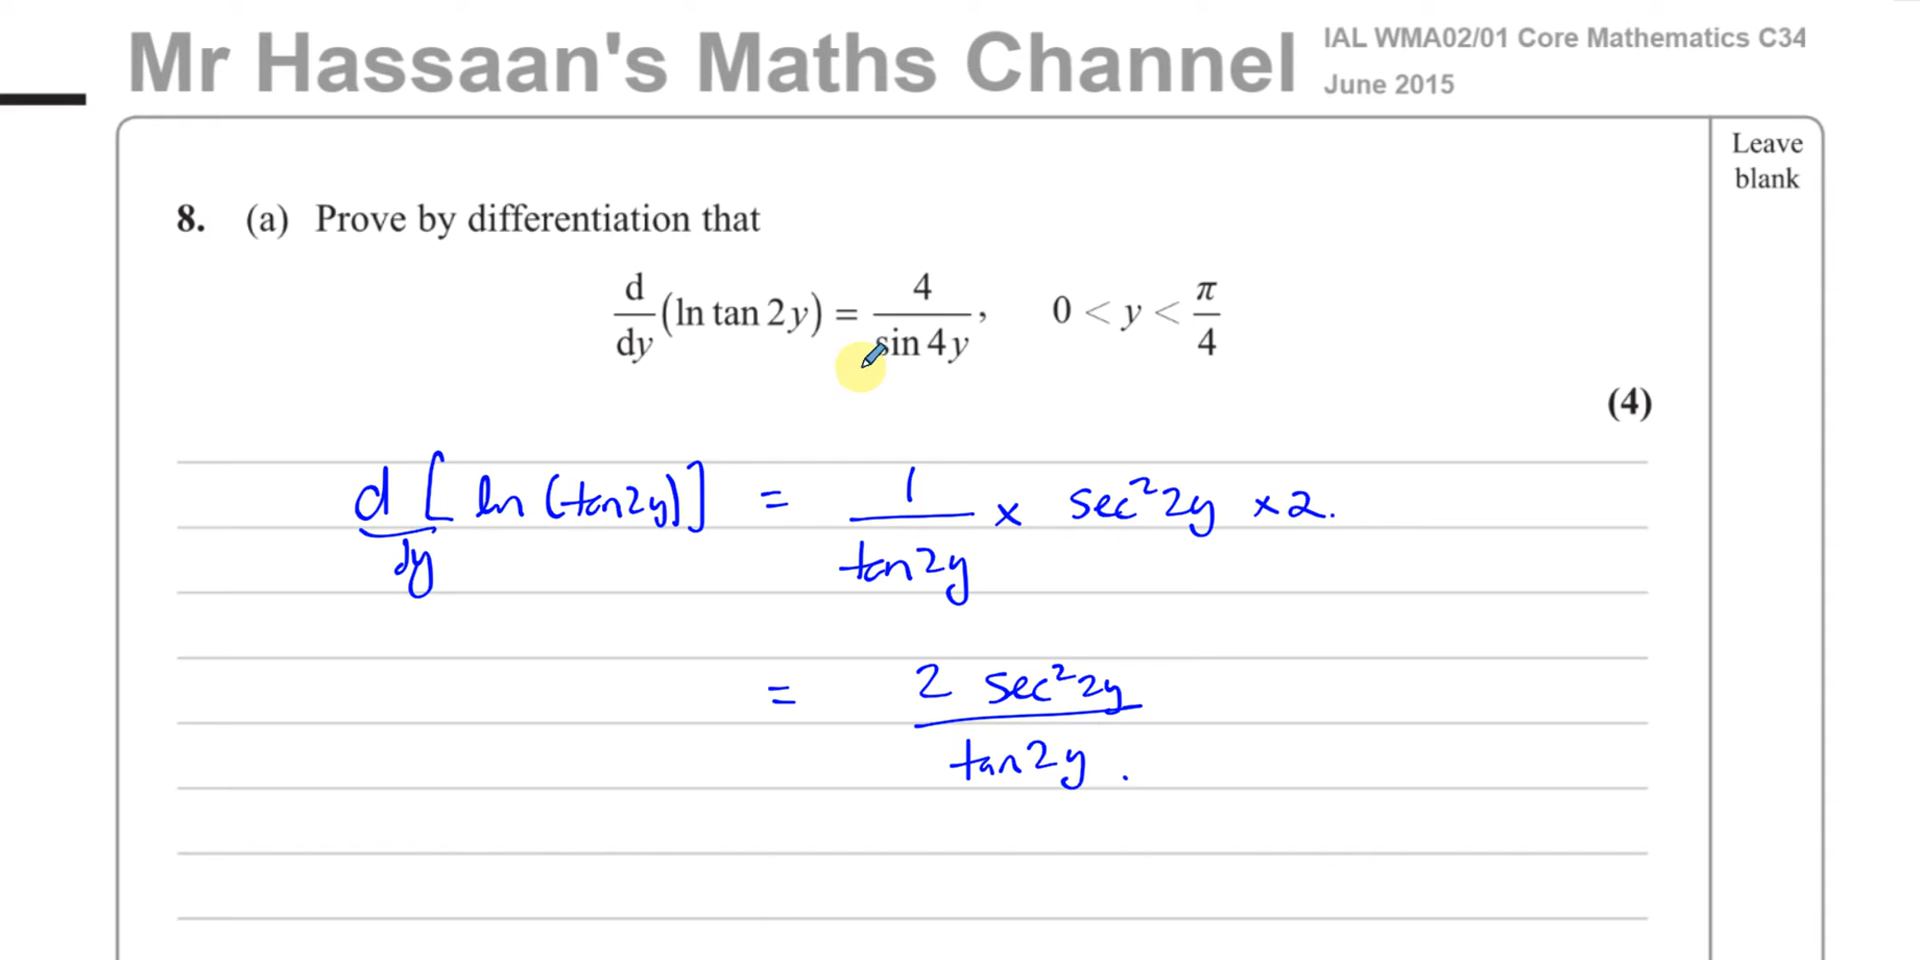 Mr Hassaan's Maths Channel
IAL WMA02/01 Core Mathematics C34
June 2015
Leave
blank
8. (a) Prove by differentiation that
d/dy (ln tan 2y) = 4/sin 4y, 0 < y < π/4
(4)
d/dy [ ln (tan2y) ] = 1/tan2y × sec²2y ×2.
= 2 sec²2y/tan2y.